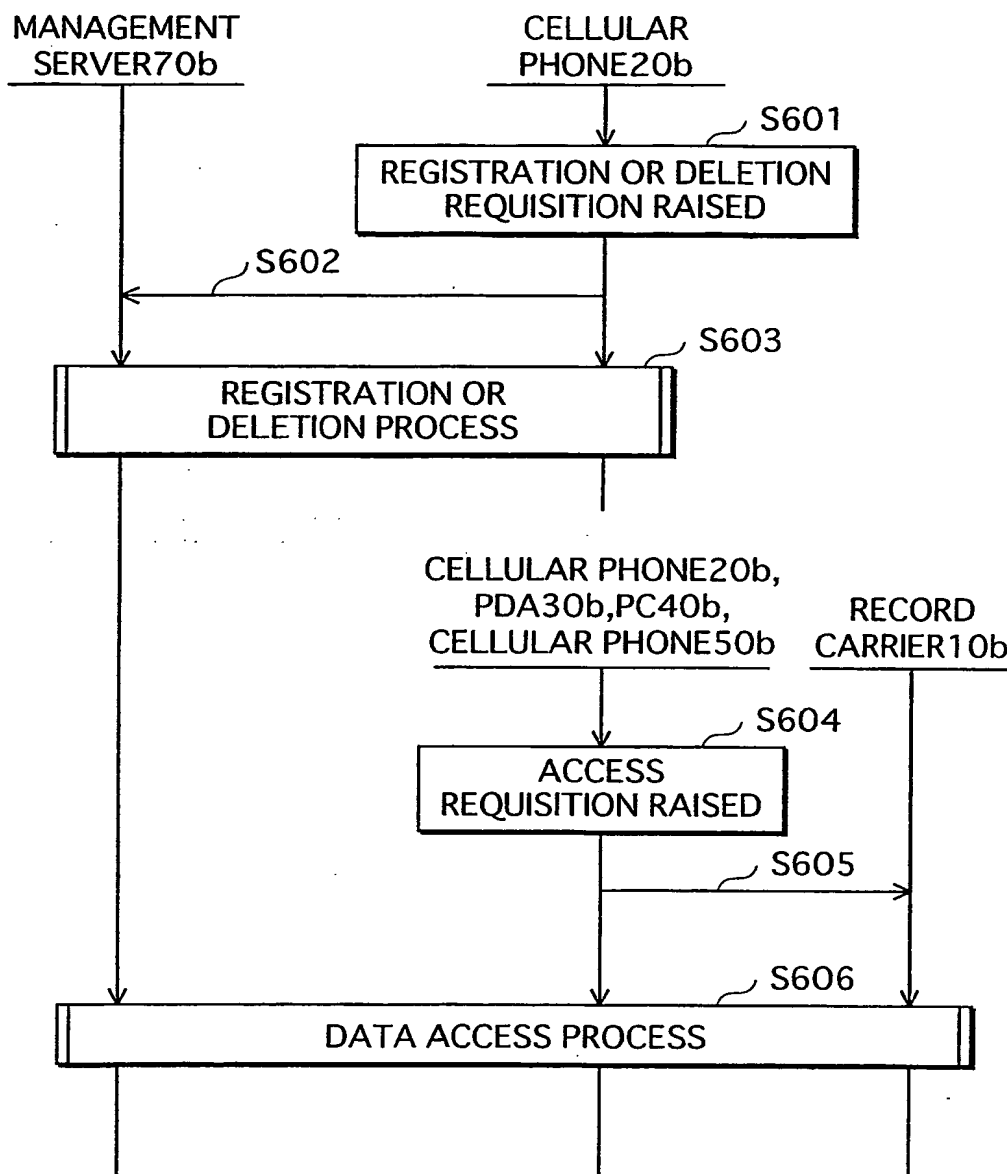 MANAGEMENT
SERVER70b
CELLULAR
PHONE20b
S601
REGISTRATION OR DELETION
REQUISITION RAISED
S602
S603
REGISTRATION OR
DELETION PROCESS
CELLULAR PHONE20b,
PDA30b,PC40b,
CELLULAR PHONE50b
RECORD
CARRIER10b
S604
ACCESS
REQUISITION RAISED
S605
S606
DATA ACCESS PROCESS